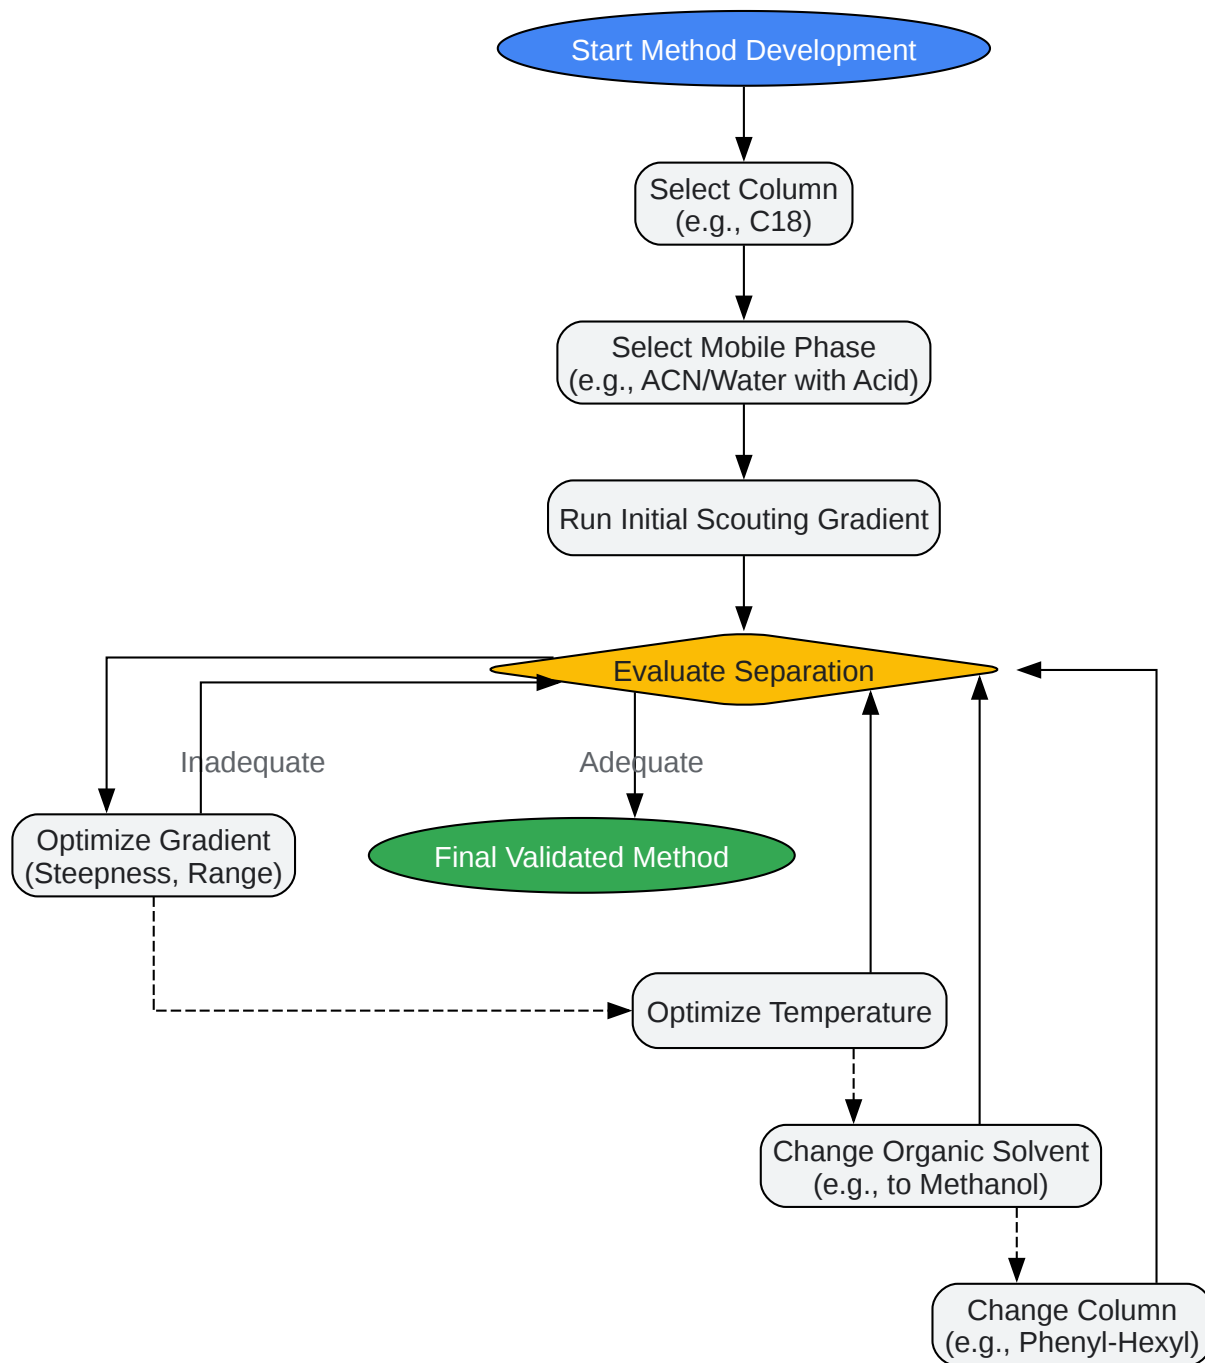 Start Method Development
Select Column
(e.g., C18)
Select Mobile Phase
(e.g., ACN/Water with Acid)
Run Initial Scouting Gradient
Evaluate Separation
Inadequate
Adequate
Optimize Gradient
(Steepness, Range)
Final Validated Method
Optimize Temperature
Change Organic Solvent
(e.g., to Methanol)
Change Column
(e.g., Phenyl-Hexyl)